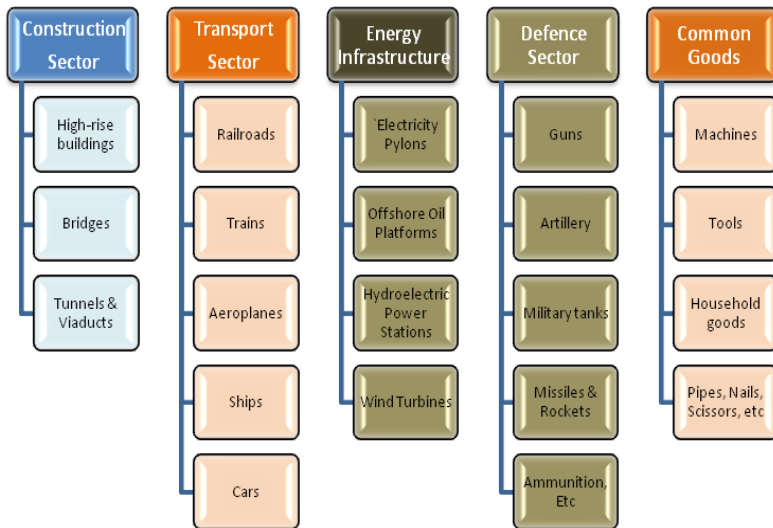 Construction
Sector
High-rise
buildings
Bridges
Tunnels &
Viaducts
Transport
Sector
Railroads
Trains
Aeroplanes
Ships
Cars
Energy
Infrastructure
`Electricity
Pylons
Offshore Oil
Platforms
Hydroelectric
Power
Stations
Wind Turbines
Defence
Sector
Guns
Artillery
Military tanks
Missiles &
Rockets
Ammunition,
Etc
Common
Goods
Machines
Tools
Household
goods
Pipes, Nails,
Scissors, etc